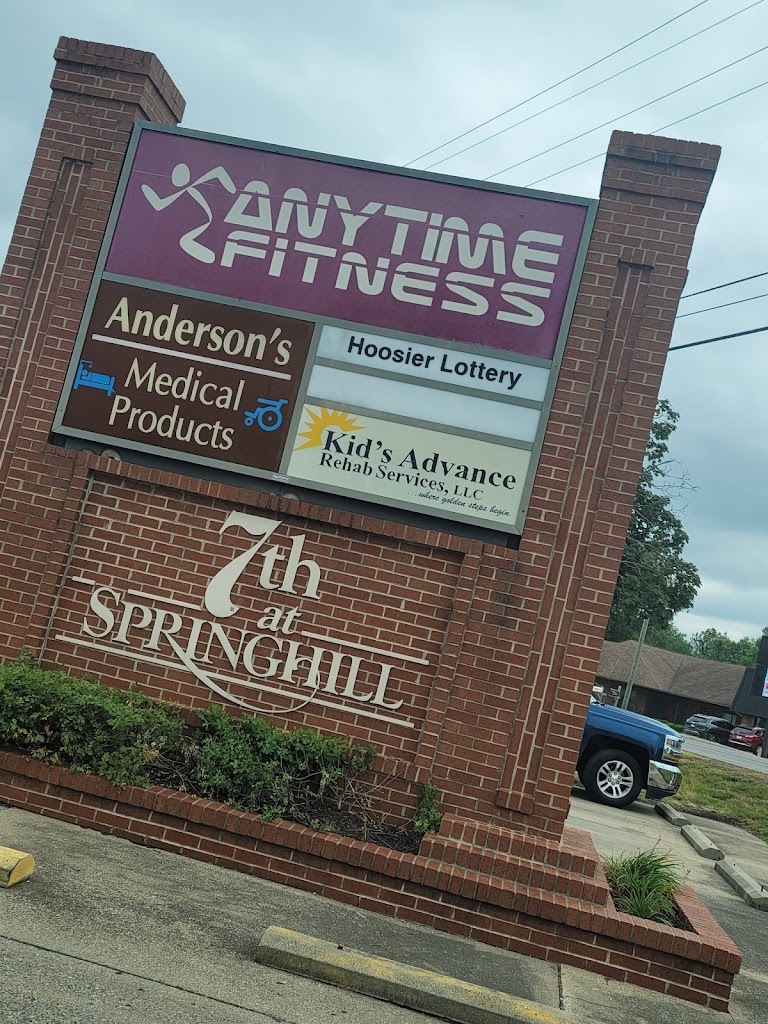 ANYTIME
FITNESS
Anderson's
Medical
Products
Hoosier Lottery
Kid's Advance
Rehab Services, LLC
...where golden steps begin.
7th
at
SPRINGHILL